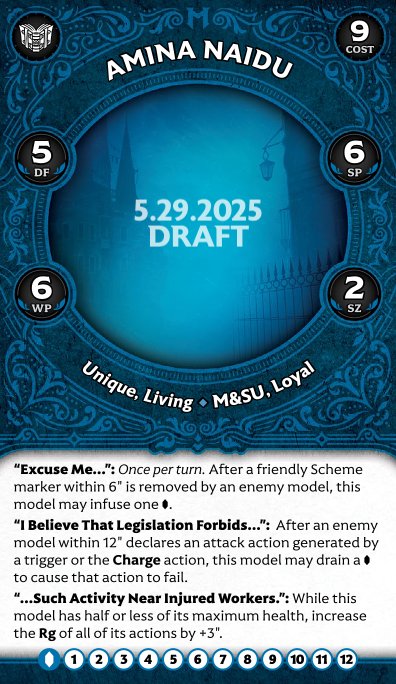 AMINA NAIDU
9
COST
5
DF
6
SP
5.29.2025
DRAFT
6
WP
2
SZ
Unique, Living ◆ M&SU, Loyal
“Excuse Me...”: Once per turn. After a friendly Scheme
marker within 6" is removed by an enemy model, this
model may infuse one ⬮.
“I Believe That Legislation Forbids...”:  After an enemy
model within 12" declares an attack action generated by
a trigger or the Charge action, this model may drain a ⬮
to cause that action to fail.
“...Such Activity Near Injured Workers.”: While this
model has half or less of its maximum health, increase
the Rg of all of its actions by +3".
1 2 3 4 5 6 7 8 9 10 11 12